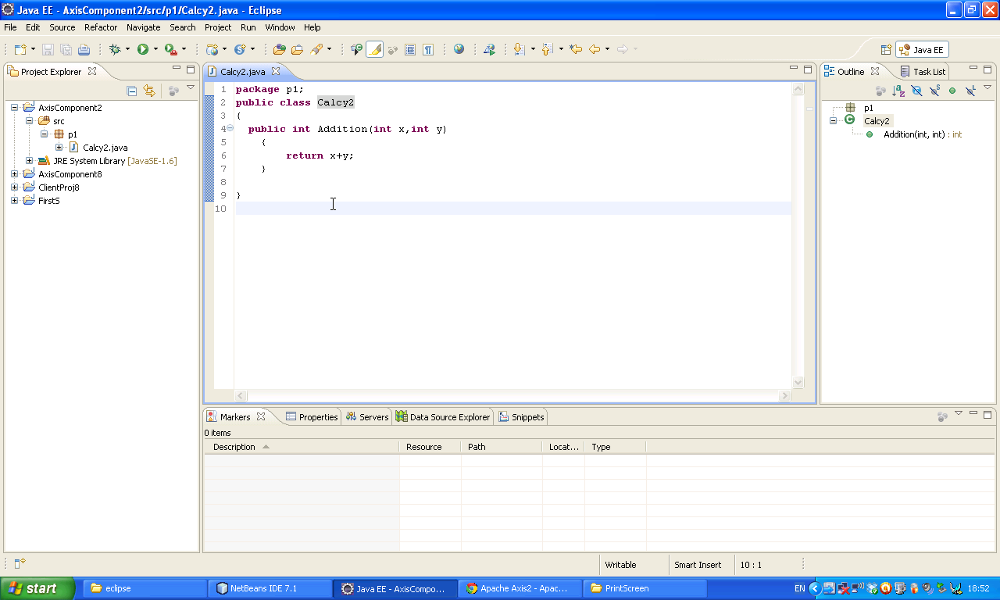 Java EE - AxisComponent2/src/p1/Calcy2.java - Eclipse
File Edit Source Refactor Navigate Search Project Run Window Help
Java EE
Project Explorer
AxisComponent2
src
p1
Calcy2.java
JRE System Library [JavaSE-1.6]
AxisComponent8
ClientProj8
FirstS
Calcy2.java
1 package p1;
2 public class Calcy2
3 {
4 public int Addition(int x,int y)
5 {
6 return x+y;
7 }
8
9 }
10
Outline Task List
p1
Calcy2
Addition(int, int) : int
Markers Properties Servers Data Source Explorer Snippets
0 items
Description Resource Path Locat... Type
Writable Smart Insert 10 : 1
start eclipse NetBeans IDE 7.1 Java EE - AxisCompo... Apache Axis2 - Apac... PrintScreen EN 18:52